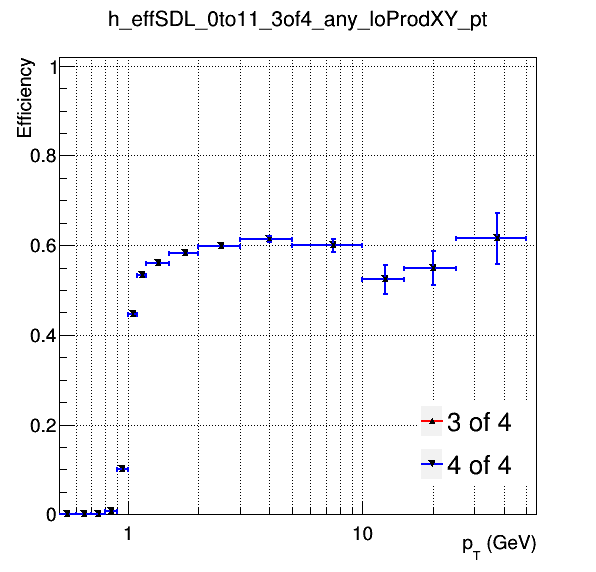 h_effSDL_0to11_3of4_any_loProdXY_pt
Efficiency
1
0.8
0.6
0.4
0.2
0
3 of 4
4 of 4
1
10
p_T (GeV)